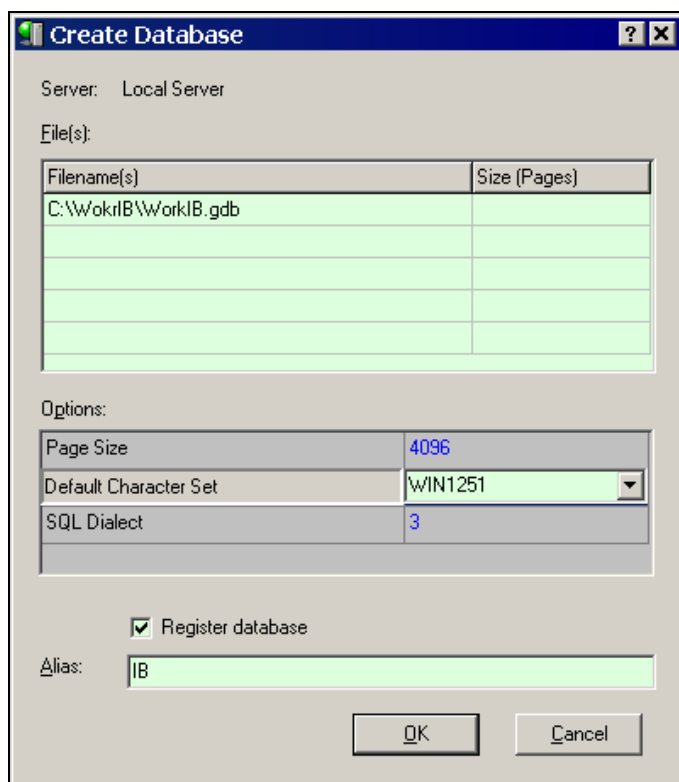 Create Database
Server: Local Server
File(s):
Filename(s) Size (Pages)
C:\WokrIB\WorkIB.gdb
Options:
Page Size 4096
Default Character Set WIN1251
SQL Dialect 3
Register database
Alias: IB
OK Cancel